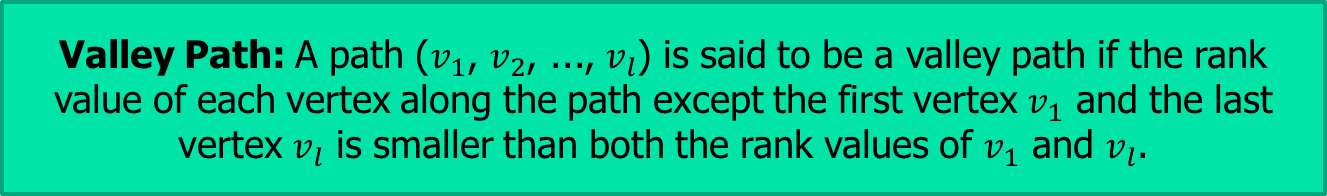 Valley Path: A path (𝑣₁, 𝑣₂, ..., 𝑣ₗ) is said to be a valley path if the rank
value of each vertex along the path except the first vertex 𝑣₁ and the last
vertex 𝑣ₗ is smaller than both the rank values of 𝑣₁ and 𝑣ₗ.